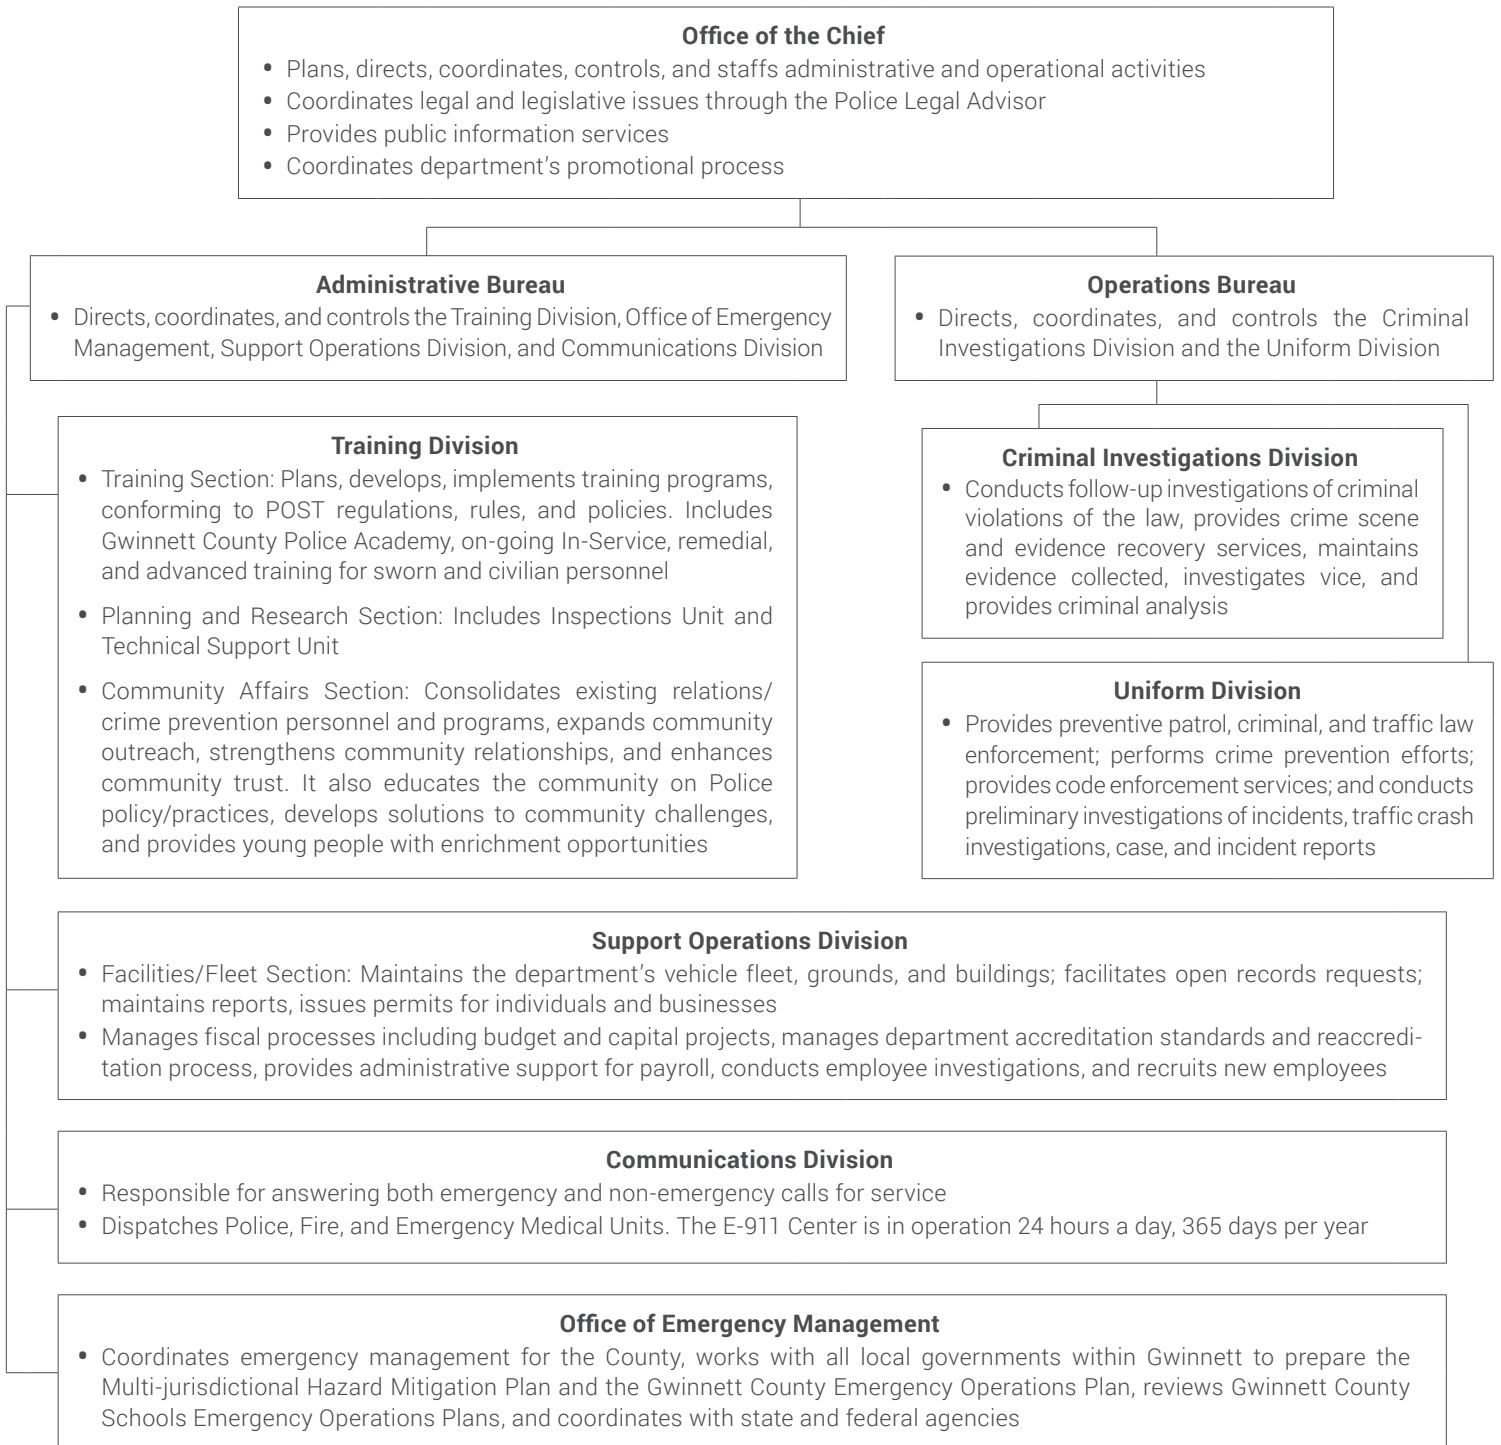 Office of the Chief
• Plans, directs, coordinates, controls, and staffs administrative and operational activities
• Coordinates legal and legislative issues through the Police Legal Advisor
• Provides public information services
• Coordinates department's promotional process
Administrative Bureau
• Directs, coordinates, and controls the Training Division, Office of Emergency
Management, Support Operations Division, and Communications Division
Operations Bureau
• Directs, coordinates, and controls the Criminal
Investigations Division and the Uniform Division
Training Division
• Training Section: Plans, develops, implements training programs,
conforming to POST regulations, rules, and policies. Includes
Gwinnett County Police Academy, on-going In-Service, remedial,
and advanced training for sworn and civilian personnel
• Planning and Research Section: Includes Inspections Unit and
Technical Support Unit
• Community Affairs Section: Consolidates existing relations/
crime prevention personnel and programs, expands community
outreach, strengthens community relationships, and enhances
community trust. It also educates the community on Police
policy/practices, develops solutions to community challenges,
and provides young people with enrichment opportunities
Criminal Investigations Division
• Conducts follow-up investigations of criminal
violations of the law, provides crime scene
and evidence recovery services, maintains
evidence collected, investigates vice, and
provides criminal analysis
Uniform Division
• Provides preventive patrol, criminal, and traffic law
enforcement; performs crime prevention efforts;
provides code enforcement services; and conducts
preliminary investigations of incidents, traffic crash
investigations, case, and incident reports
Support Operations Division
• Facilities/Fleet Section: Maintains the department's vehicle fleet, grounds, and buildings; facilitates open records requests;
maintains reports, issues permits for individuals and businesses
• Manages fiscal processes including budget and capital projects, manages department accreditation standards and reaccredi-
tation process, provides administrative support for payroll, conducts employee investigations, and recruits new employees
Communications Division
• Responsible for answering both emergency and non-emergency calls for service
• Dispatches Police, Fire, and Emergency Medical Units. The E-911 Center is in operation 24 hours a day, 365 days per year
Office of Emergency Management
• Coordinates emergency management for the County, works with all local governments within Gwinnett to prepare the
Multi-jurisdictional Hazard Mitigation Plan and the Gwinnett County Emergency Operations Plan, reviews Gwinnett County
Schools Emergency Operations Plans, and coordinates with state and federal agencies